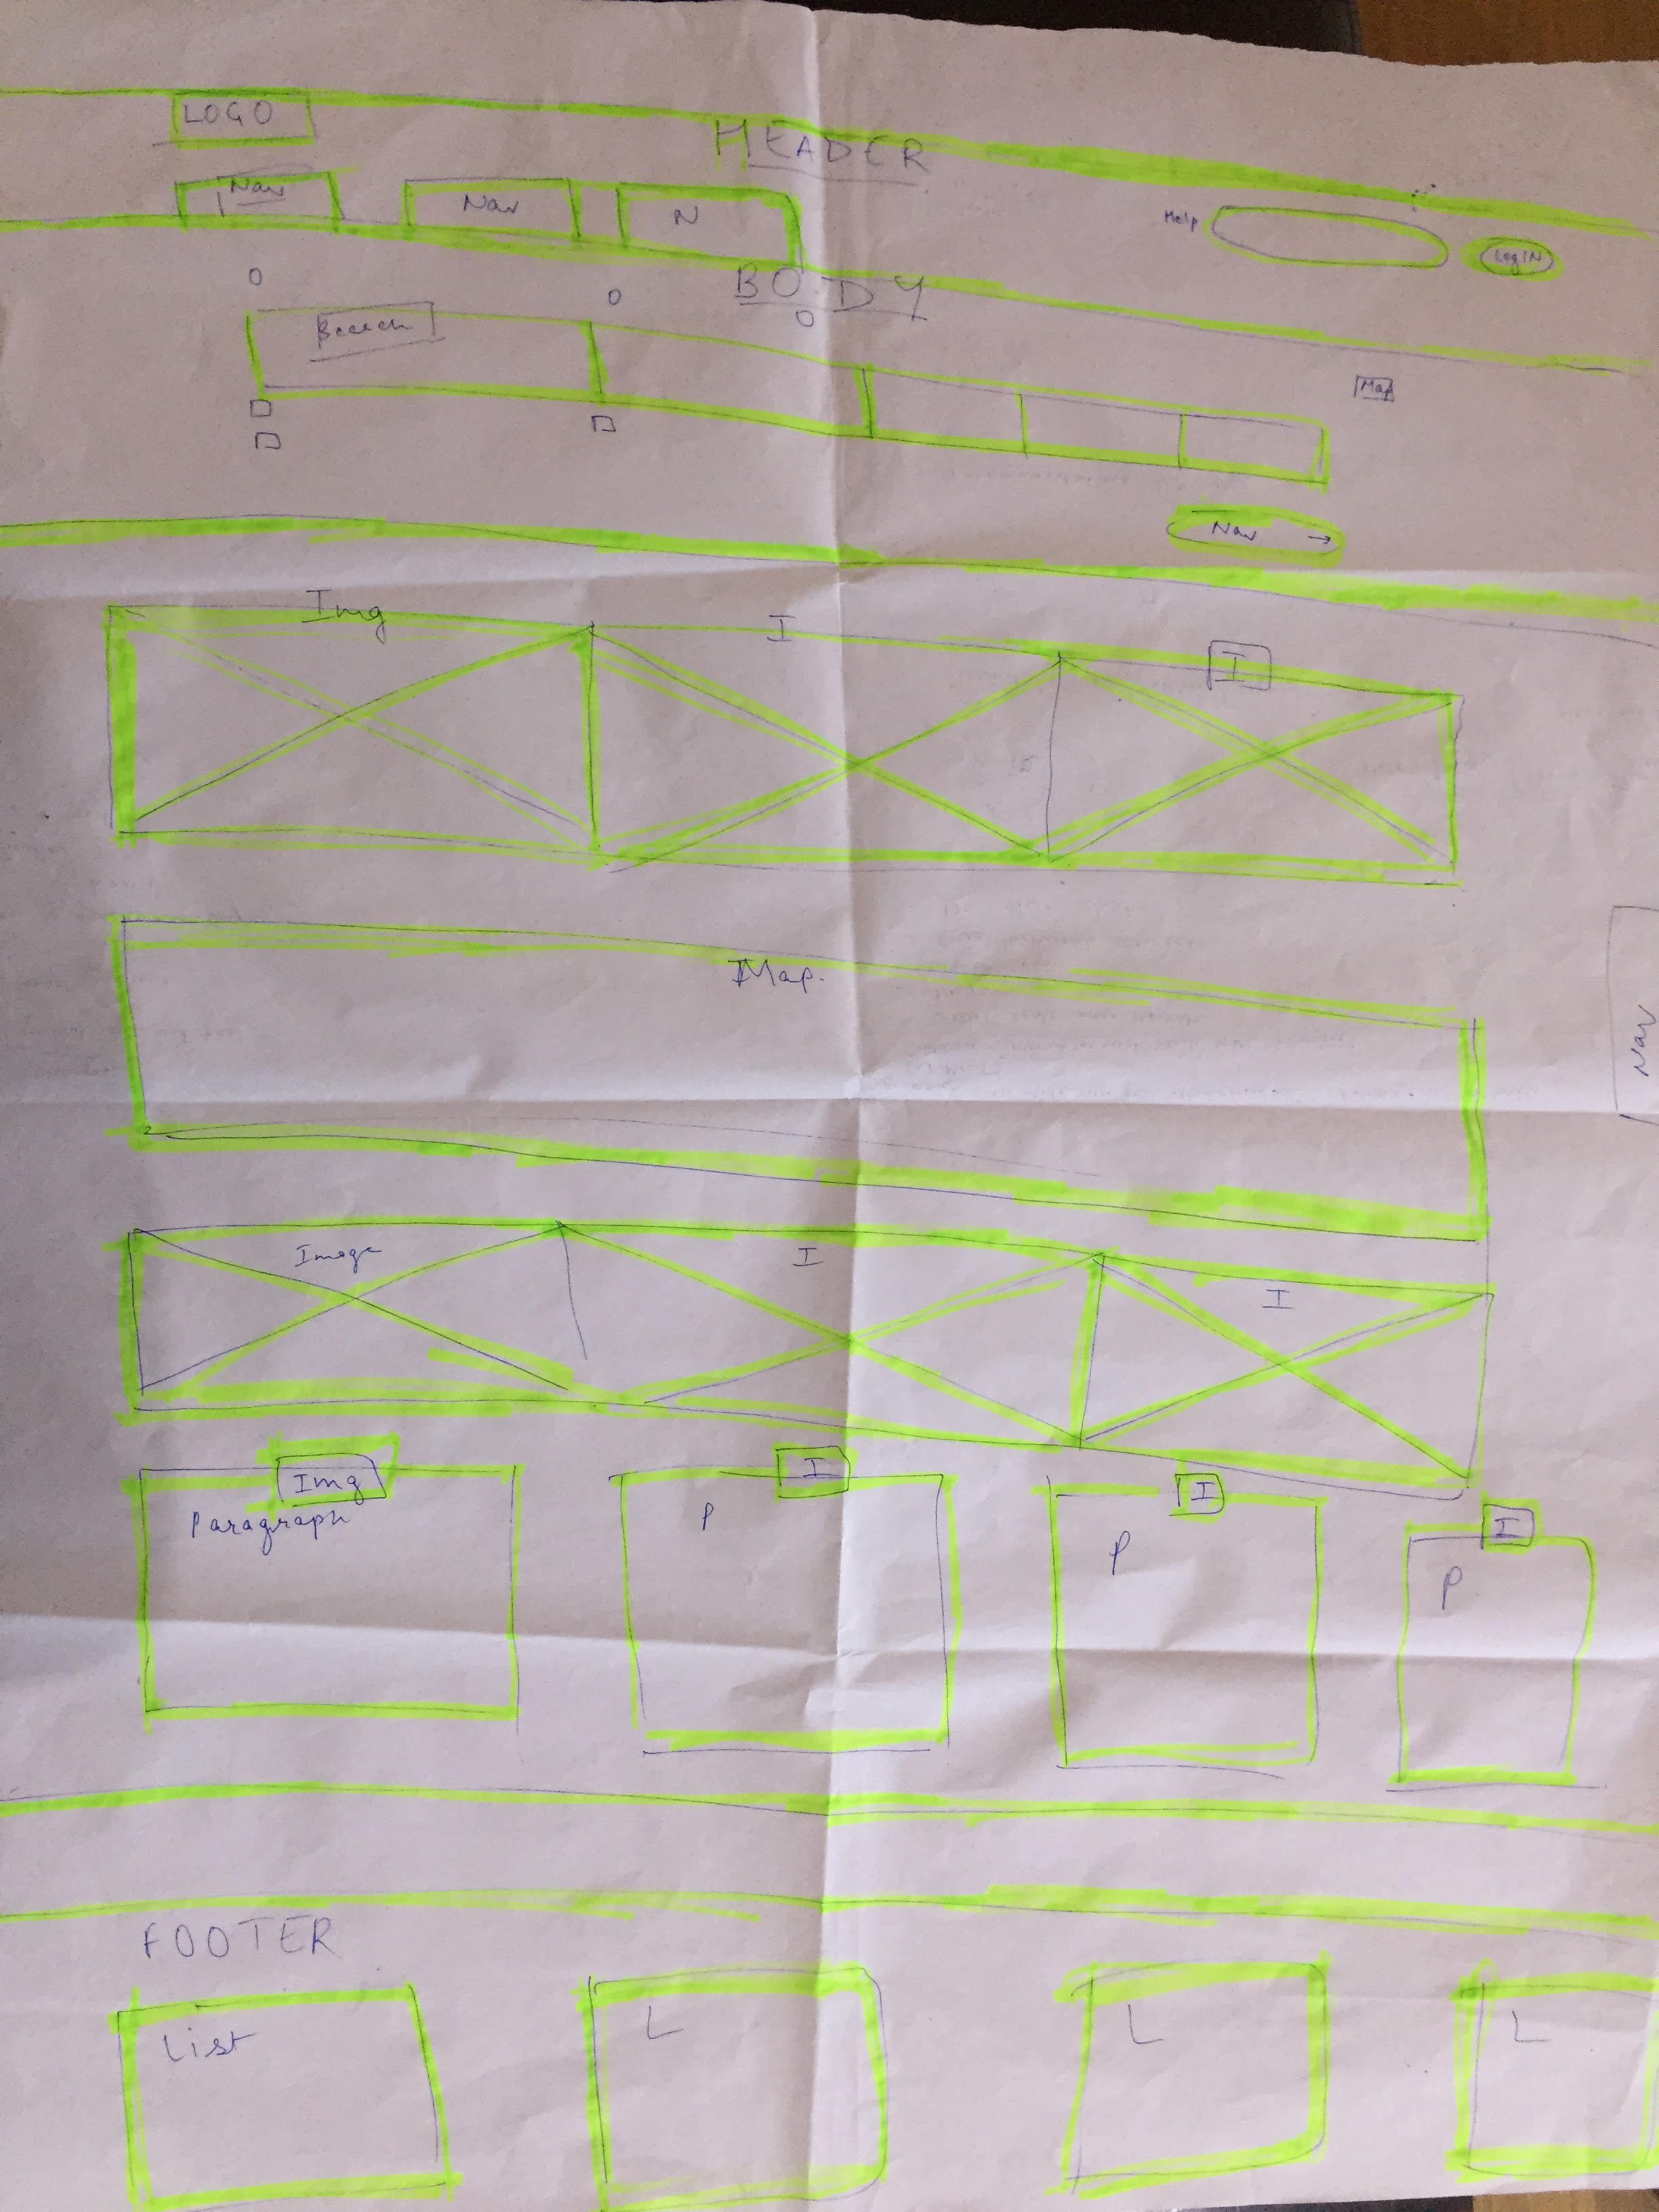 LOGO
HEADER
Nav Nav N
Help
LogIN
BODY
Search
Map
Nav →
Img I I
Map.
Nav
Image I I
Img I I I
Paragraph P P P
FOOTER
List L L L